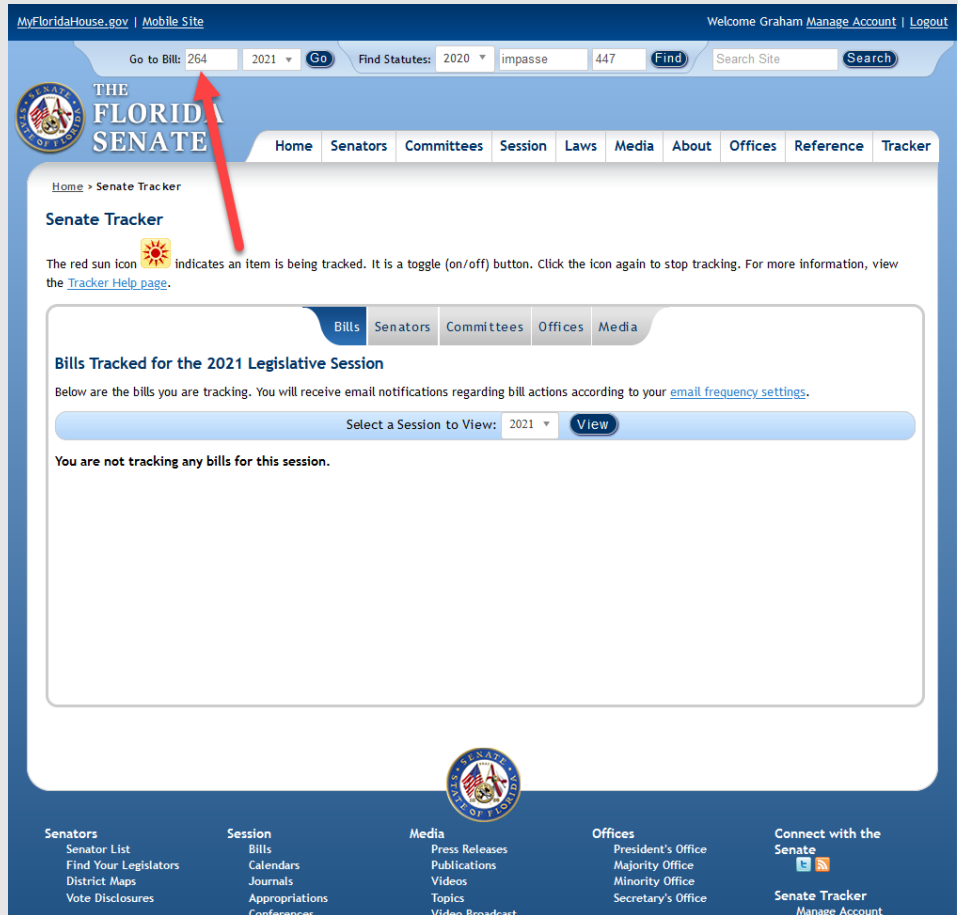 MyFloridaHouse.gov | Mobile Site
Welcome Graham Manage Account | Logout
Go to Bill: 264 2021 Go Find Statutes: 2020 impasse 447 Find Search Site Search
THE
FLORIDA
SENATE
Home Senators Committees Session Laws Media About Offices Reference Tracker
Home > Senate Tracker
Senate Tracker
The red sun icon indicates an item is being tracked. It is a toggle (on/off) button. Click the icon again to stop tracking. For more information, view
the Tracker Help page.
Bills Senators Committees Offices Media
Bills Tracked for the 2021 Legislative Session
Below are the bills you are tracking. You will receive email notifications regarding bill actions according to your email frequency settings.
Select a Session to View: 2021 View
You are not tracking any bills for this session.
SENATE
STATE OF FLORIDA
Senators
Senator List
Find Your Legislators
District Maps
Vote Disclosures
Session
Bills
Calendars
Journals
Appropriations
Conferences
Media
Press Releases
Publications
Videos
Topics
Video Broadcast
Offices
President's Office
Majority Office
Minority Office
Secretary's Office
Connect with the
Senate
Senate Tracker
Manage Account